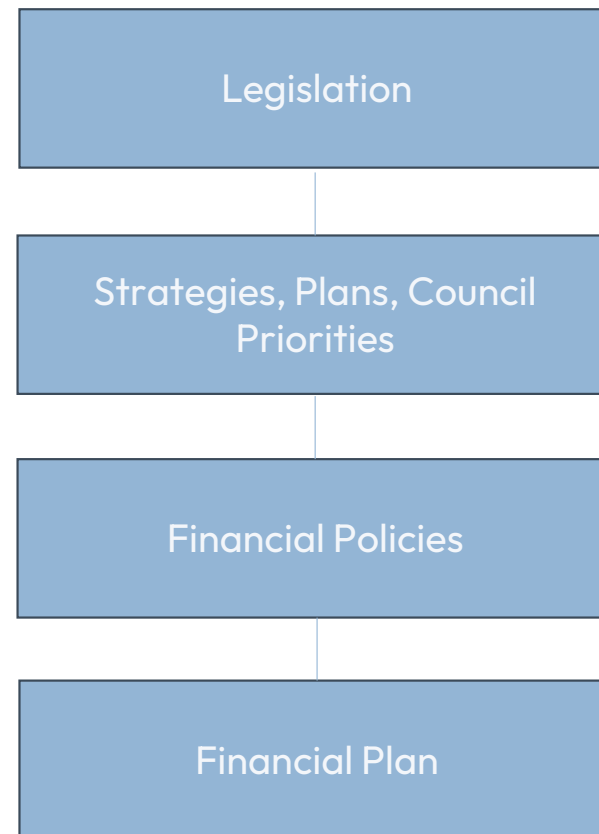 Legislation
Strategies, Plans, Council
Priorities
Financial Policies
Financial Plan